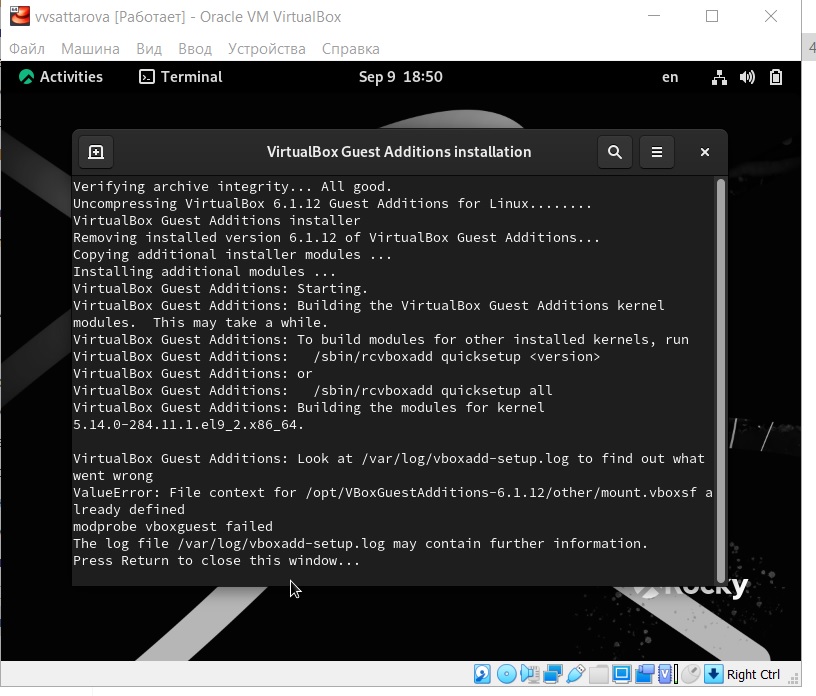 vvsattarova [Работает] - Oracle VM VirtualBox
Файл Машина Вид Ввод Устройства Справка
4
Activities Terminal Sep 9 18:50 en
VirtualBox Guest Additions installation
Verifying archive integrity... All good.
Uncompressing VirtualBox 6.1.12 Guest Additions for Linux........
VirtualBox Guest Additions installer
Removing installed version 6.1.12 of VirtualBox Guest Additions...
Copying additional installer modules ...
Installing additional modules ...
VirtualBox Guest Additions: Starting.
VirtualBox Guest Additions: Building the VirtualBox Guest Additions kernel
modules.  This may take a while.
VirtualBox Guest Additions: To build modules for other installed kernels, run
VirtualBox Guest Additions:   /sbin/rcvboxadd quicksetup <version>
VirtualBox Guest Additions: or
VirtualBox Guest Additions:   /sbin/rcvboxadd quicksetup all
VirtualBox Guest Additions: Building the modules for kernel
5.14.0-284.11.1.el9_2.x86_64.
VirtualBox Guest Additions: Look at /var/log/vboxadd-setup.log to find out what
went wrong
ValueError: File context for /opt/VBoxGuestAdditions-6.1.12/other/mount.vboxsf a
lready defined
modprobe vboxguest failed
The log file /var/log/vboxadd-setup.log may contain further information.
Press Return to close this window...
Rocky
Right Ctrl